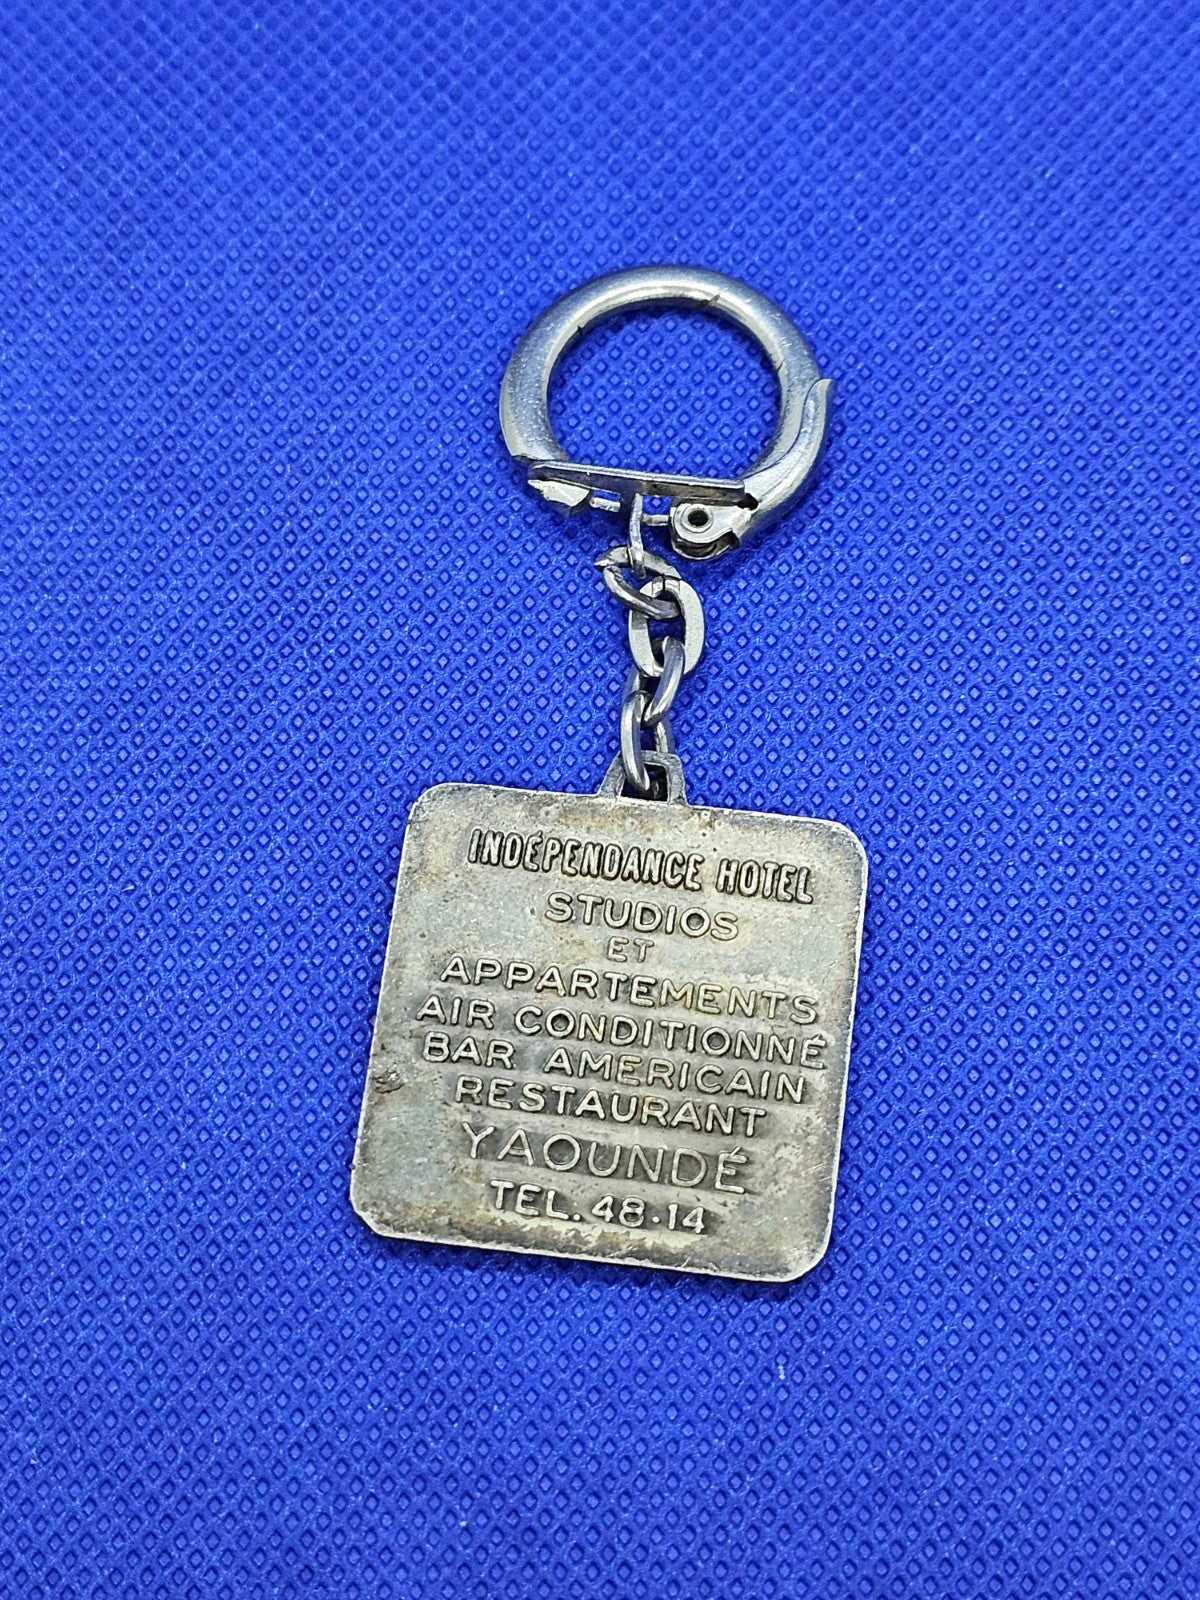 INDÉPENDANCE HOTEL
STUDIOS
ET
APPARTEMENTS
AIR CONDITIONNÉ
BAR AMERICAIN
RESTAURANT
YAOUNDÉ
TEL. 48.14